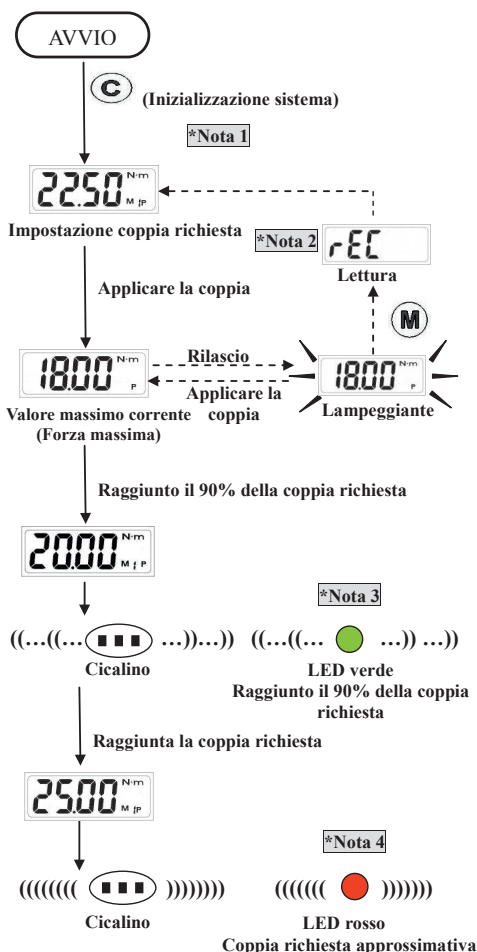 AVVIO
C
(Inizializzazione sistema)
*Nota 1
22.50 N·m
M P
Impostazione coppia richiesta
*Nota 2
rEC
Lettura
Applicare la coppia
M
18.00 N·m
P
Rilascio
Applicare la
coppia
18.00 N·m
P
Valore massimo corrente
(Forza massima)
Lampeggiante
Raggiunto il 90% della coppia richiesta
20.00 N·m
M P
*Nota 3
((…((… …))…)) ((…((… …)) …))
Cicalino
LED verde
Raggiunto il 90% della coppia
richiesta
Raggiunta la coppia richiesta
25.00 N·m
M P
*Nota 4
(((((((( )))))))) ((((((( )))))))
Cicalino
LED rosso
Coppia richiesta approssimativa